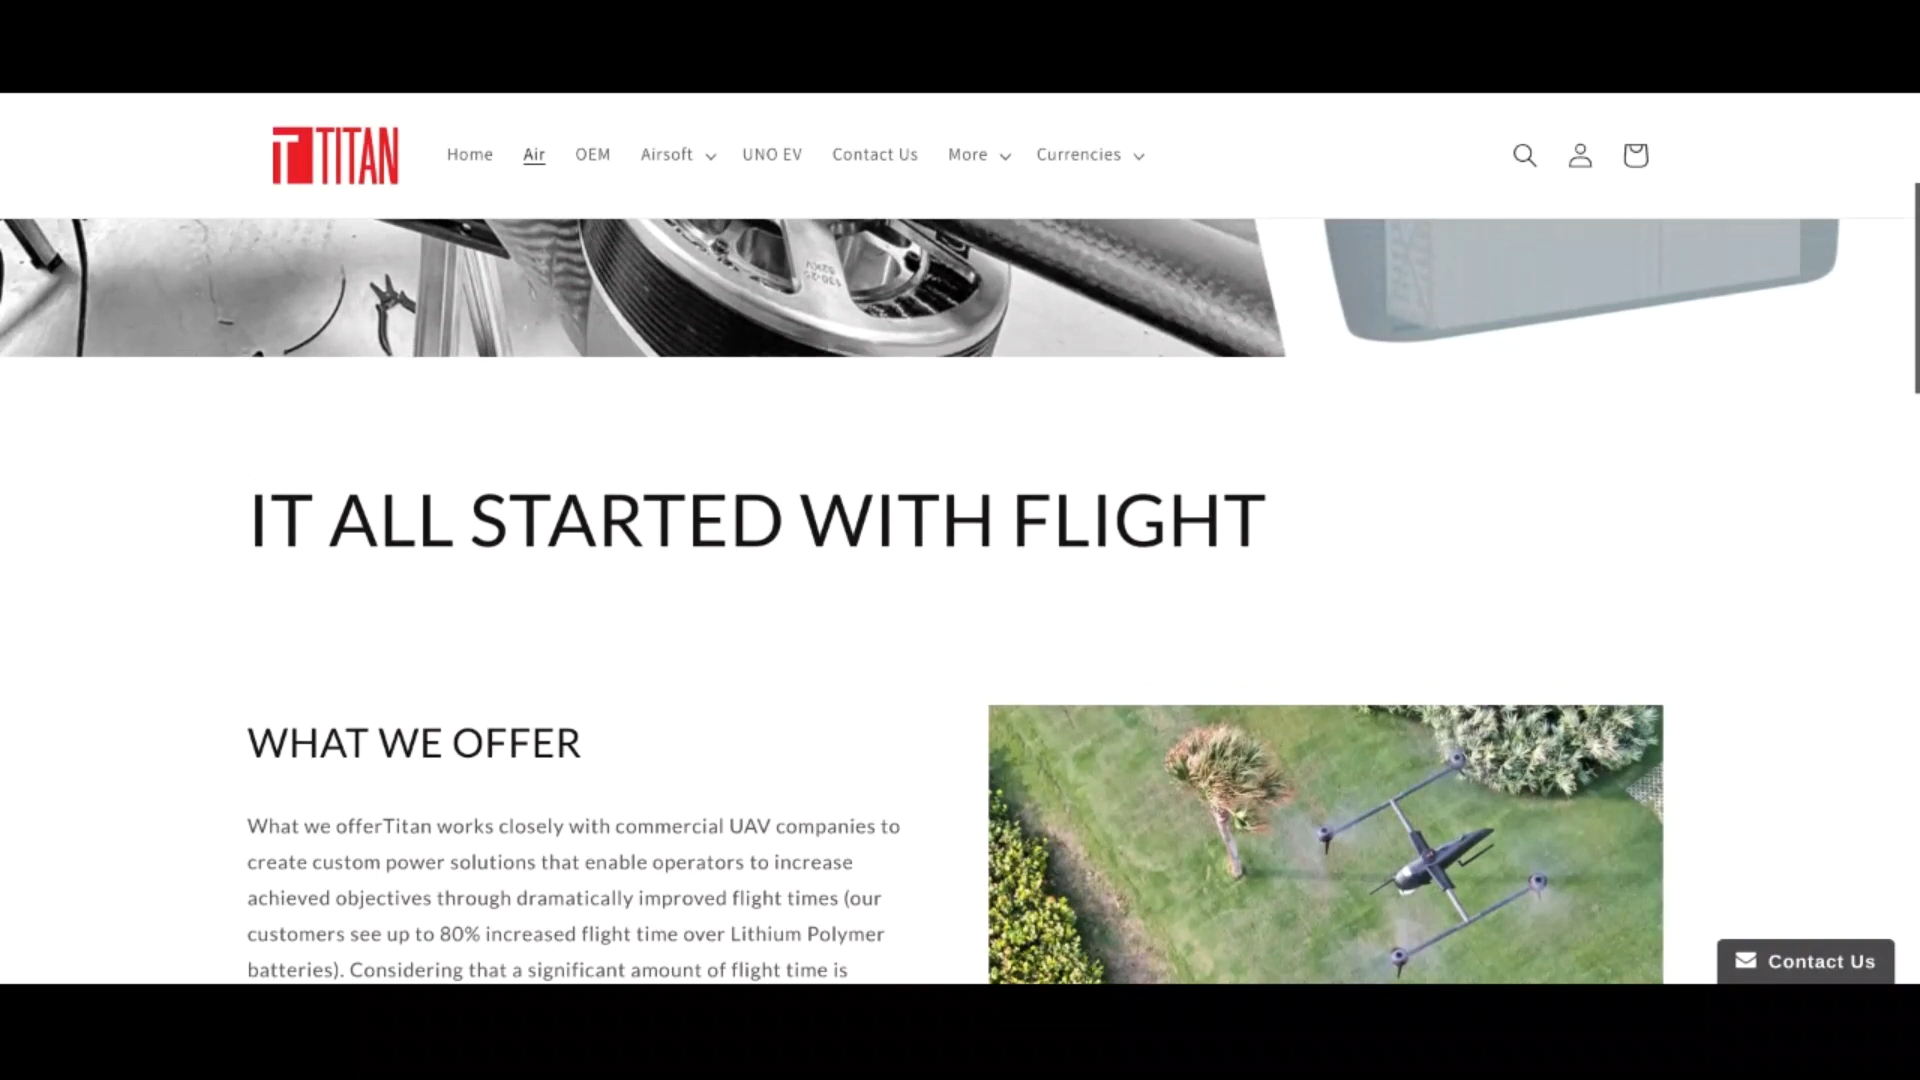 TITAN
Home Air OEM Airsoft UNO EV Contact Us More Currencies
IT ALL STARTED WITH FLIGHT
WHAT WE OFFER
What we offerTitan works closely with commercial UAV companies to
create custom power solutions that enable operators to increase
achieved objectives through dramatically improved flight times (our
customers see up to 80% increased flight time over Lithium Polymer
batteries). Considering that a significant amount of flight time is
Contact Us